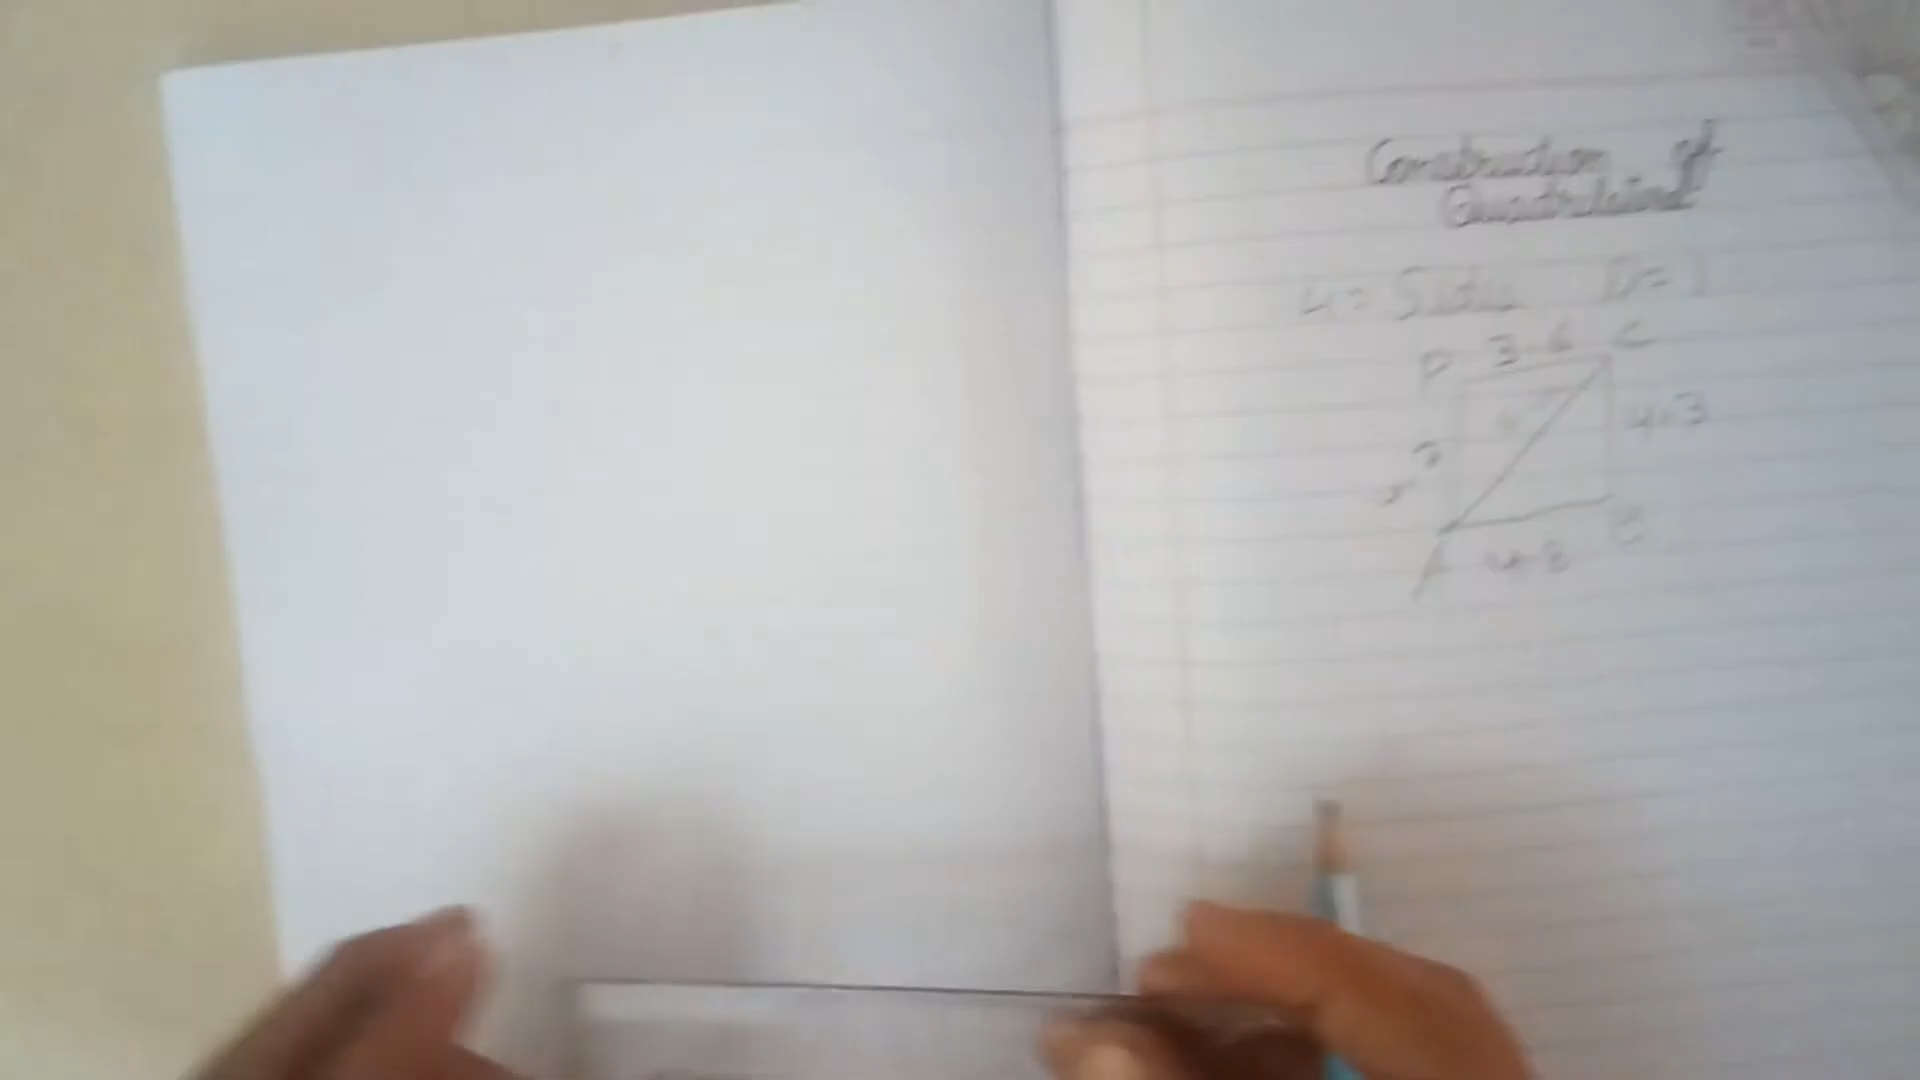 Construction of
Quadrilateral
4 = Sides D = 1
3.6 C
4.3
A 4.8 B